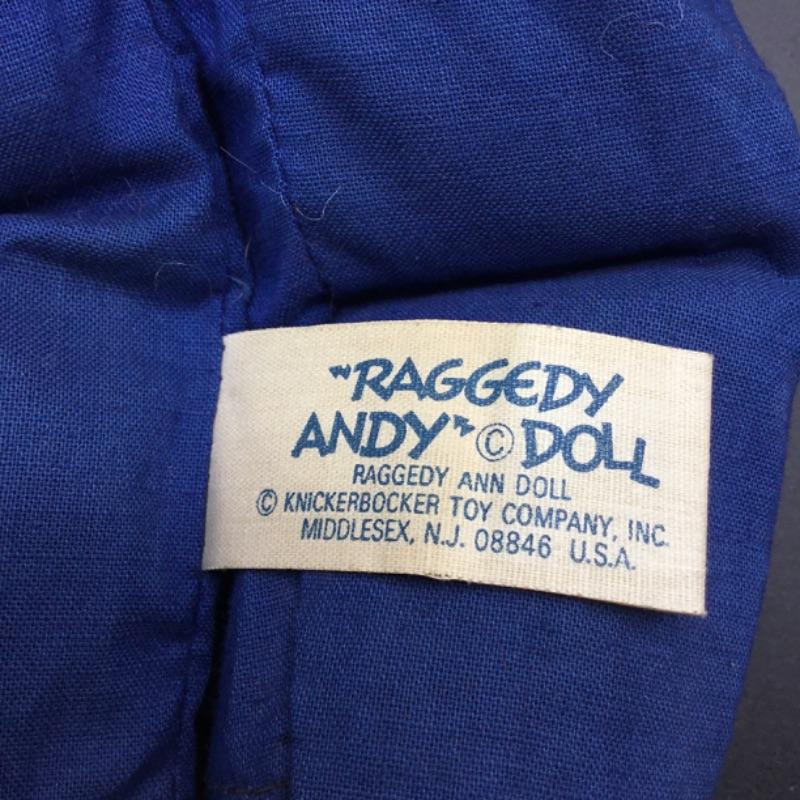 "RAGGEDY
ANDY" © DOLL
RAGGEDY ANN DOLL
© KNICKERBOCKER TOY COMPANY, INC.
MIDDLESEX, N.J. 08846 U.S.A.